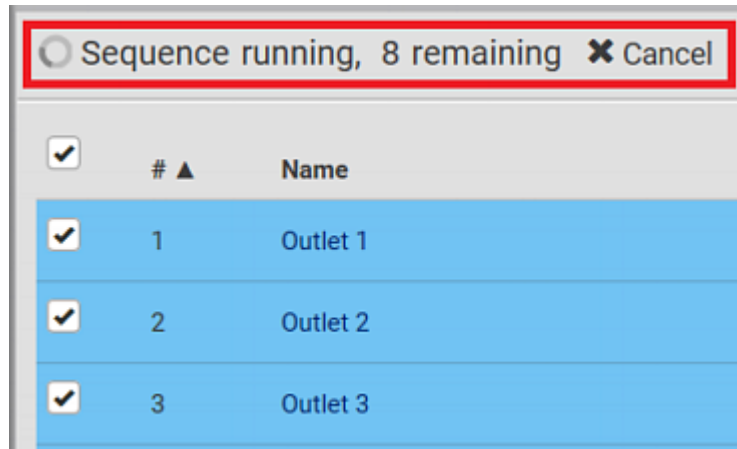 Sequence running, 8 remaining ✖ Cancel
# ▲ Name
1 Outlet 1
2 Outlet 2
3 Outlet 3